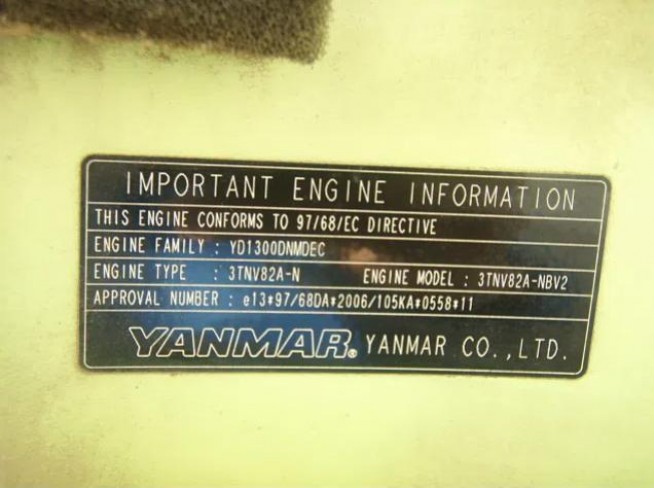 IMPORTANT ENGINE INFORMATION
THIS ENGINE CONFORMS TO 97/68/EC DIRECTIVE
ENGINE FAMILY : YD1300DNMDEC
ENGINE TYPE : 3TNV82A-N ENGINE MODEL : 3TNV82A-NBV2
APPROVAL NUMBER : e13*97/68DA*2006/105KA*0558*11
YANMAR® YANMAR CO.,LTD.